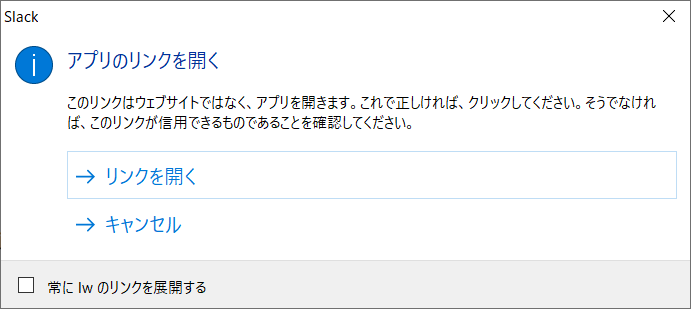 Slack
アプリのリンクを開く
このリンクはウェブサイトではなく、アプリを開きます。これで正しければ、クリックしてください。そうでなけれ
ば、このリンクが信用できるものであることを確認してください。
→ リンクを開く
→ キャンセル
常に lw のリンクを展開する